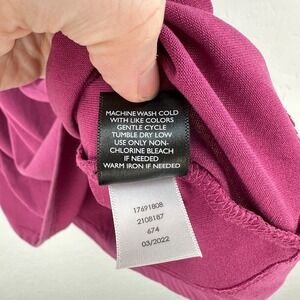 MACHINE WASH COLD
WITH LIKE COLORS
GENTLE CYCLE
TUMBLE DRY LOW
USE ONLY NON-
CHLORINE BLEACH
IF NEEDED
WARM IRON IF NEEDED
17691808
2108187
674
03/2022